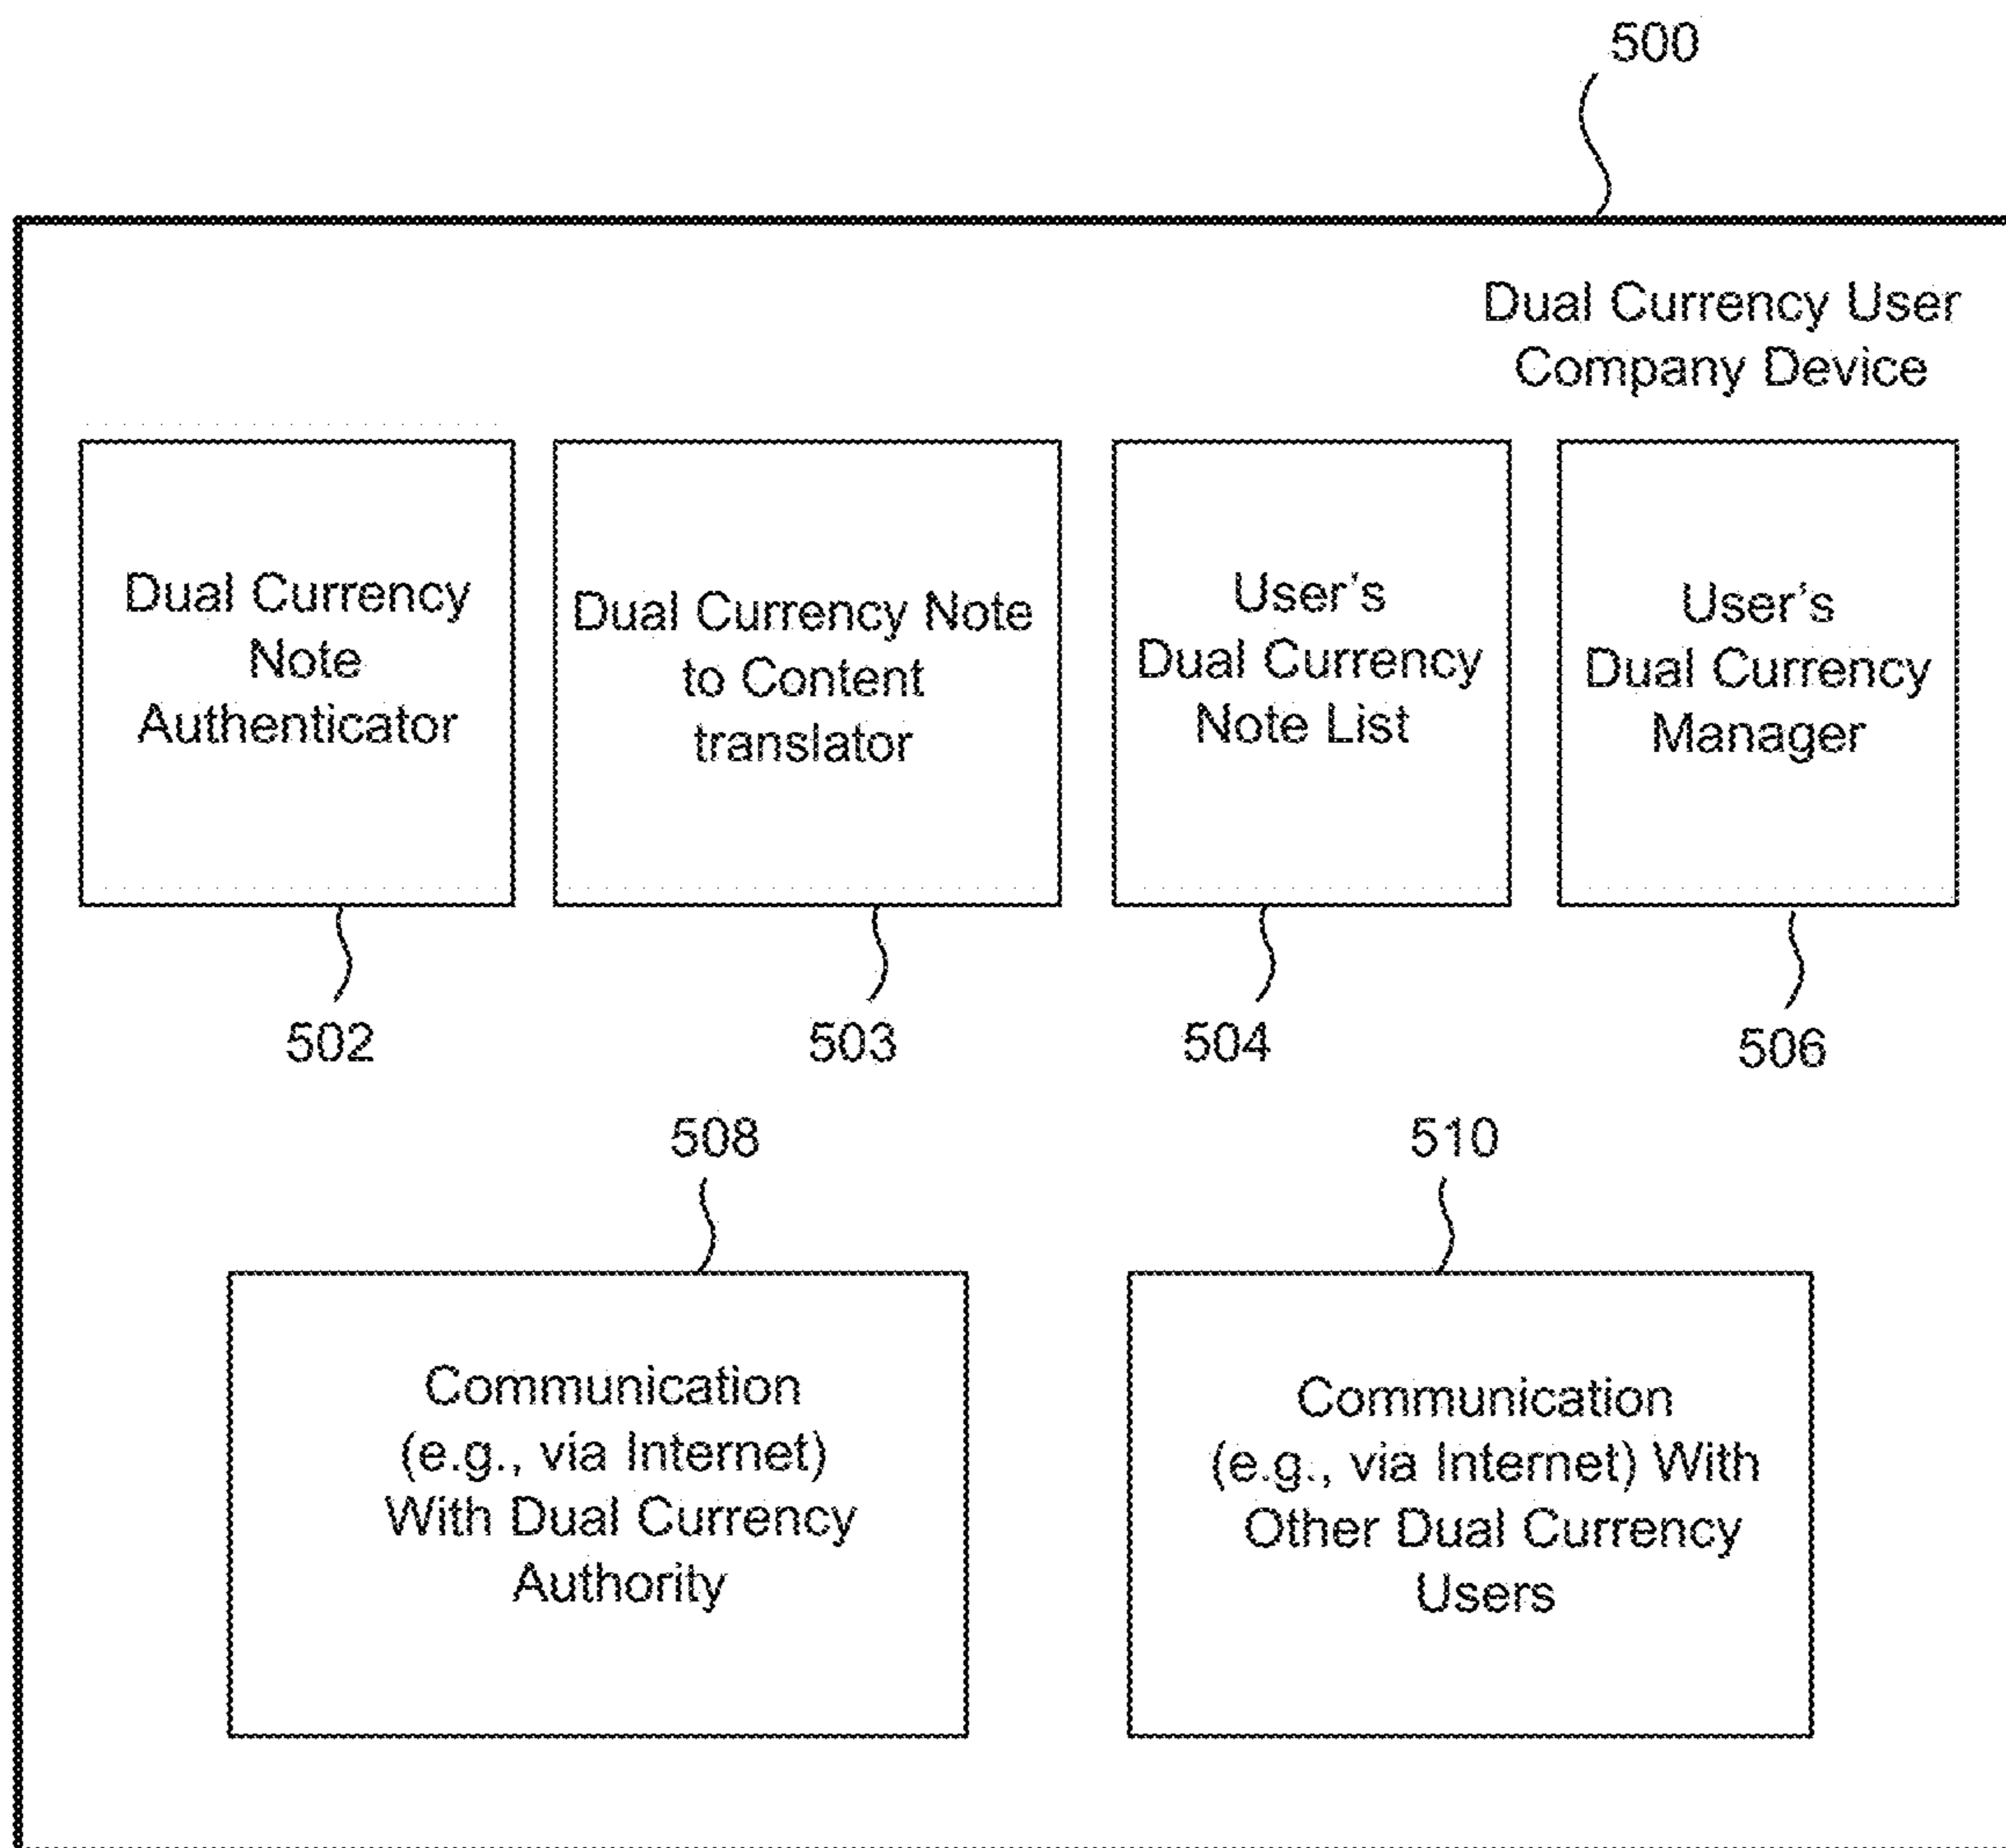 500
Dual Currency User
Company Device
Dual Currency
Note
Authenticator
Dual Currency Note
to Content
translator
User's
Dual Currency
Note List
User's
Dual Currency
Manager
502
503
504
506
508
510
Communication
(e.g., via Internet)
With Dual Currency
Authority
Communication
(e.g., via Internet) With
Other Dual Currency
Users